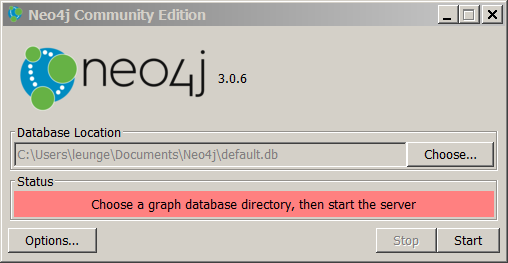 Neo4j Community Edition
neo4j 3.0.6
Database Location
C:\Users\leunge\Documents\Neo4j\default.db Choose...
Status
Choose a graph database directory, then start the server
Options... Stop Start